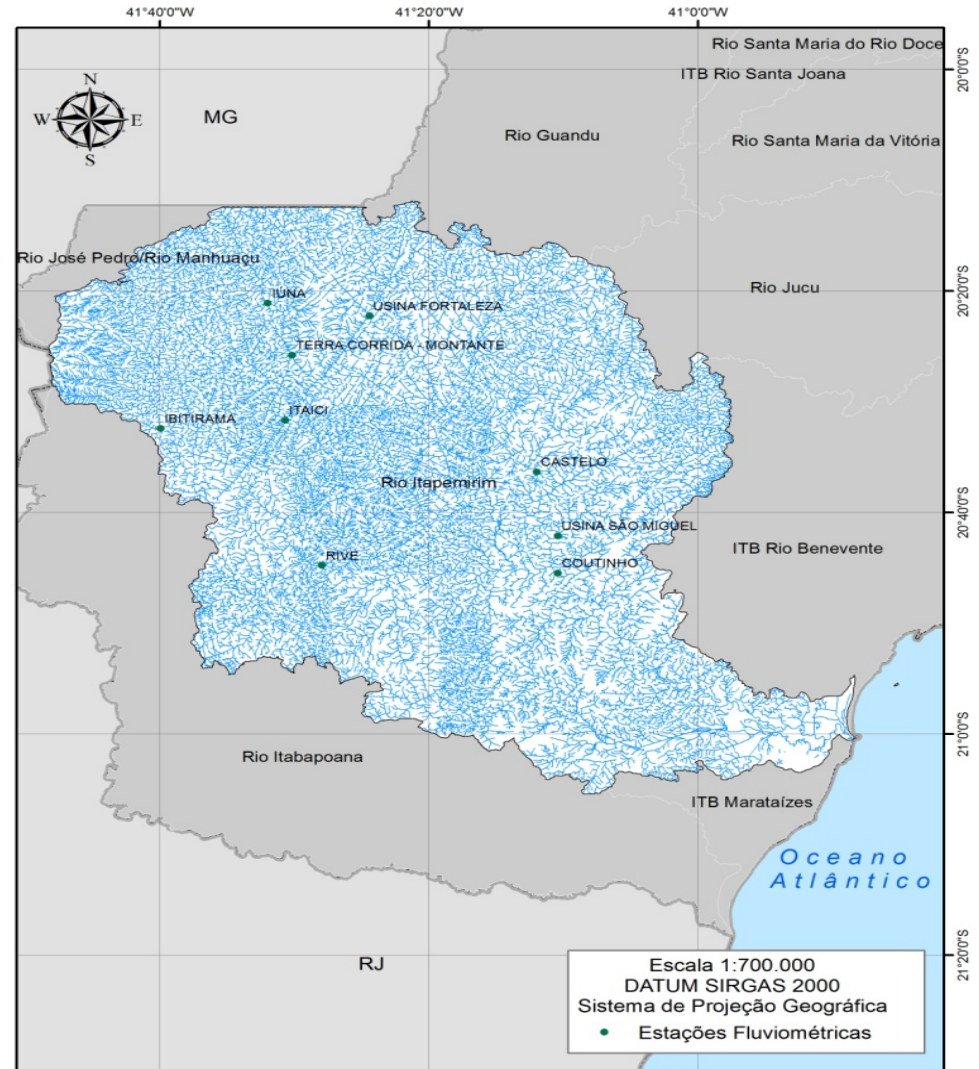 41°40'0"W
41°20'0"W
41°0'0"W
Rio Santa Maria do Rio Doce
20°0'0"S
ITB Rio Santa Joana
N
W
E
S
MG
Rio Guandu
Rio Santa Maria da Vitória
Rio José Pedro/Rio Manhuaçu
Rio Jucu
20°20'0"S
IÚNA
USINA FORTALEZA
TERRA CORRIDA - MONTANTE
IBITIRAMA
ITAICI
CASTELO
Rio Itapemirim
20°40'0"S
USINA SÃO MIGUEL
ITB Rio Benevente
RIVE
COUTINHO
21°0'0"S
Rio Itabapoana
ITB Marataízes
Oceano
Atlântico
21°20'0"S
RJ
Escala 1:700.000
DATUM SIRGAS 2000
Sistema de Projeção Geográfica
Estações Fluviométricas